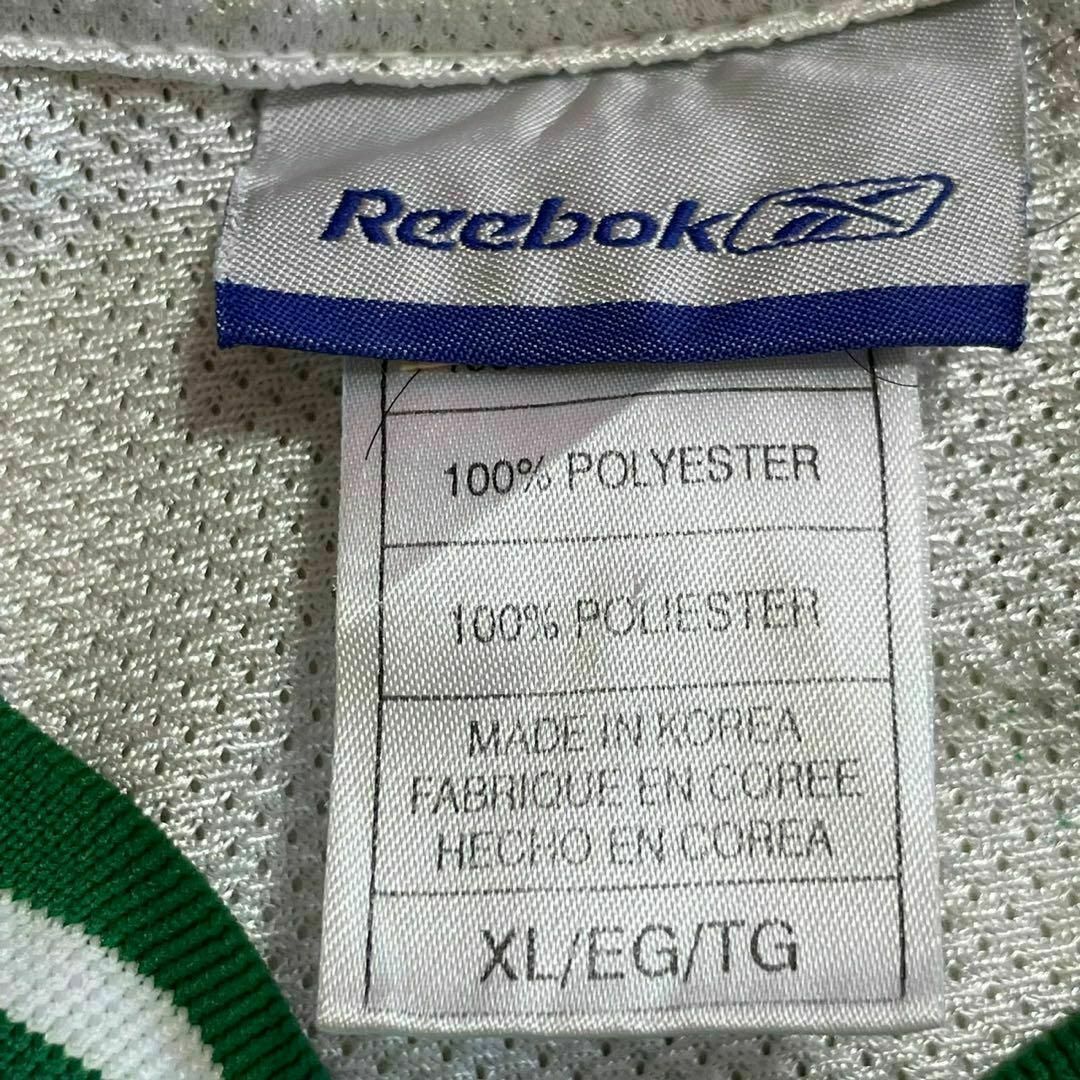 Reebok
100% POLYESTER
100% POLIESTER
MADE IN KOREA
FABRIQUE EN COREE
HECHO EN COREA
XL/EG/TG